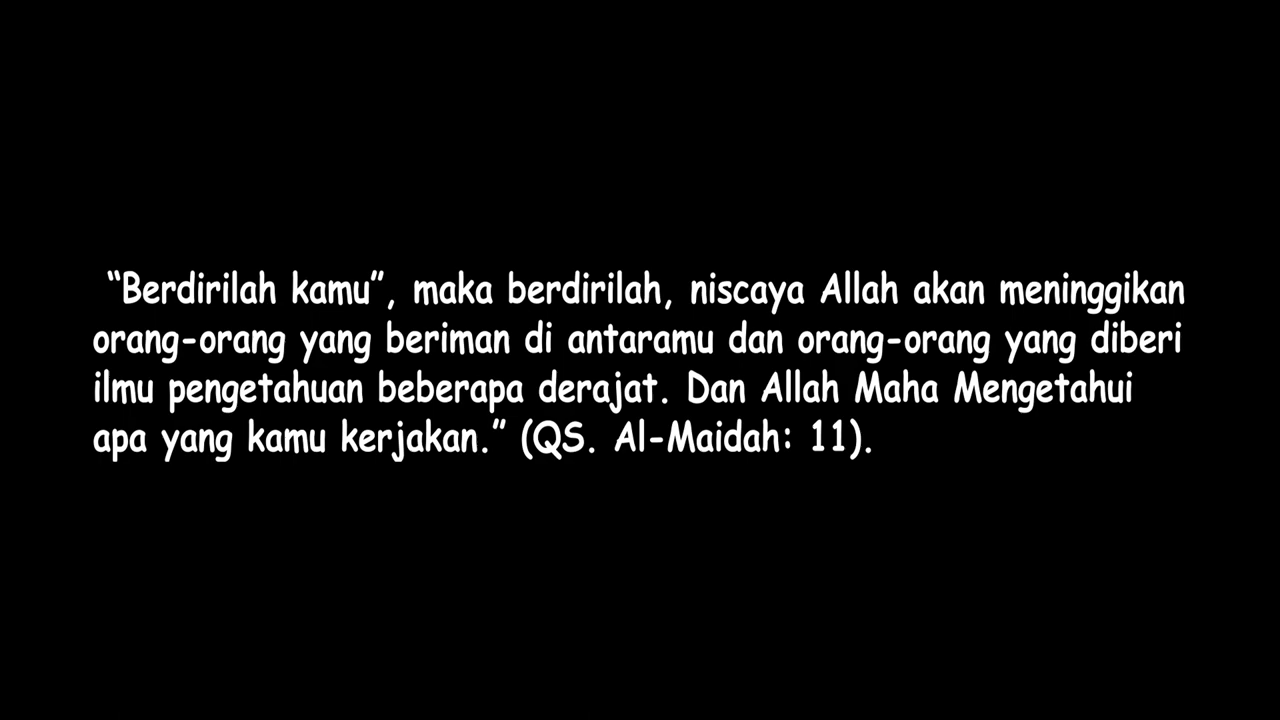 “Berdirilah kamu”, maka berdirilah, niscaya Allah akan meninggikan
orang-orang yang beriman di antaramu dan orang-orang yang diberi
ilmu pengetahuan beberapa derajat. Dan Allah Maha Mengetahui
apa yang kamu kerjakan.” (QS. Al-Maidah: 11).